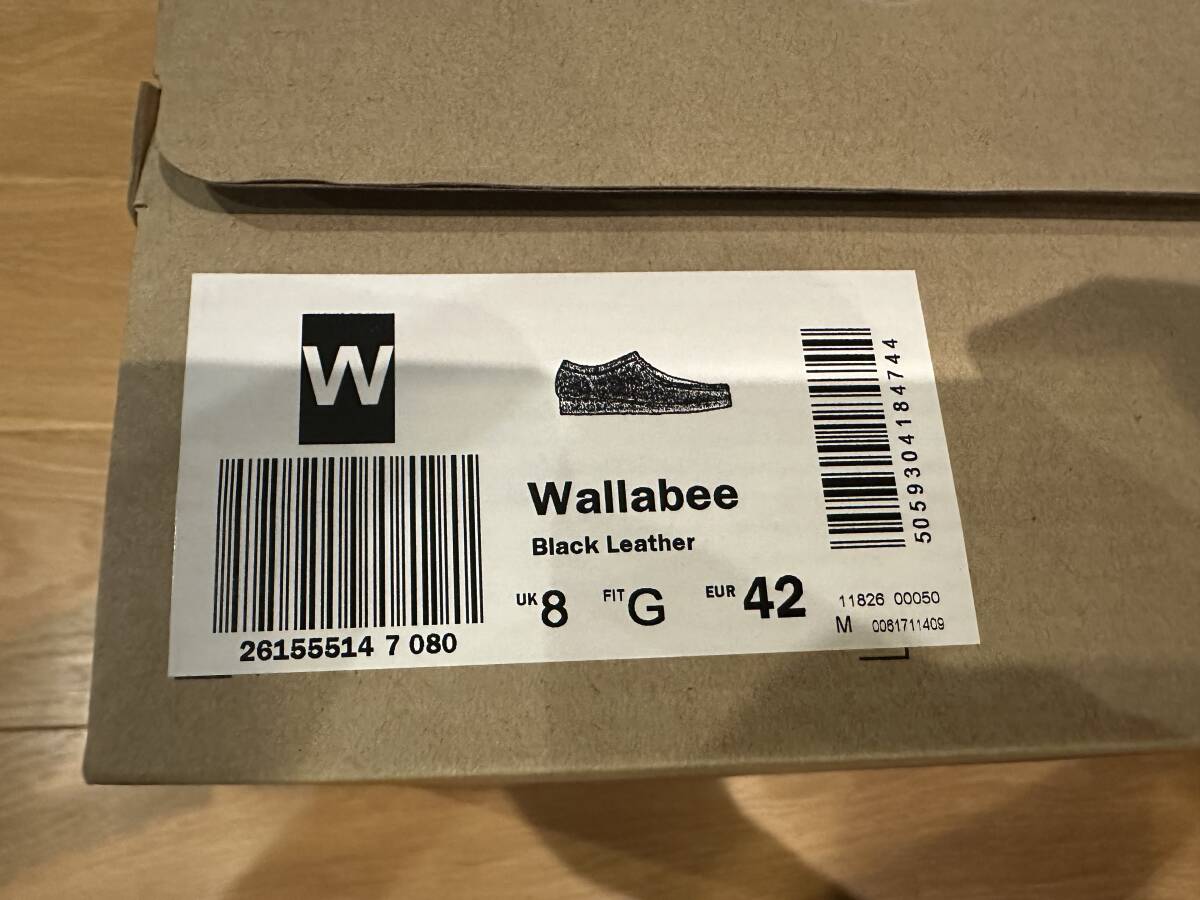 W
26155514 7 080
Wallabee
Black Leather
UK 8 FIT G EUR 42
5059304184744
11826 00050
M 0061711409